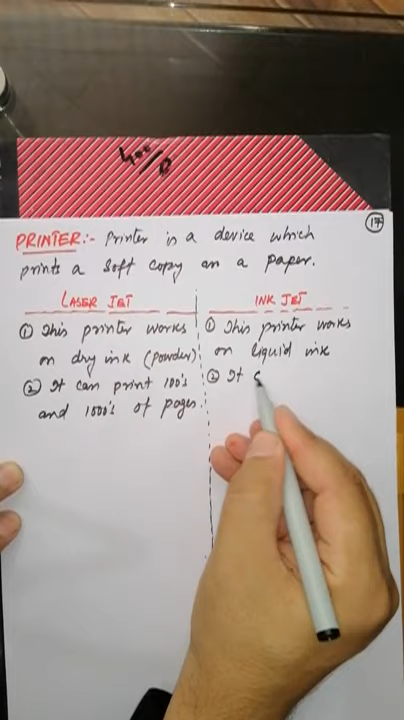 17
PRINTER:- Printer is a device which
prints a soft copy on a paper.
LASER JET
① This printer works
on dry ink (powder)
② It can print 100's
and 1000's of pages.
INK JET
① This printer works
on liquid ink
② It c